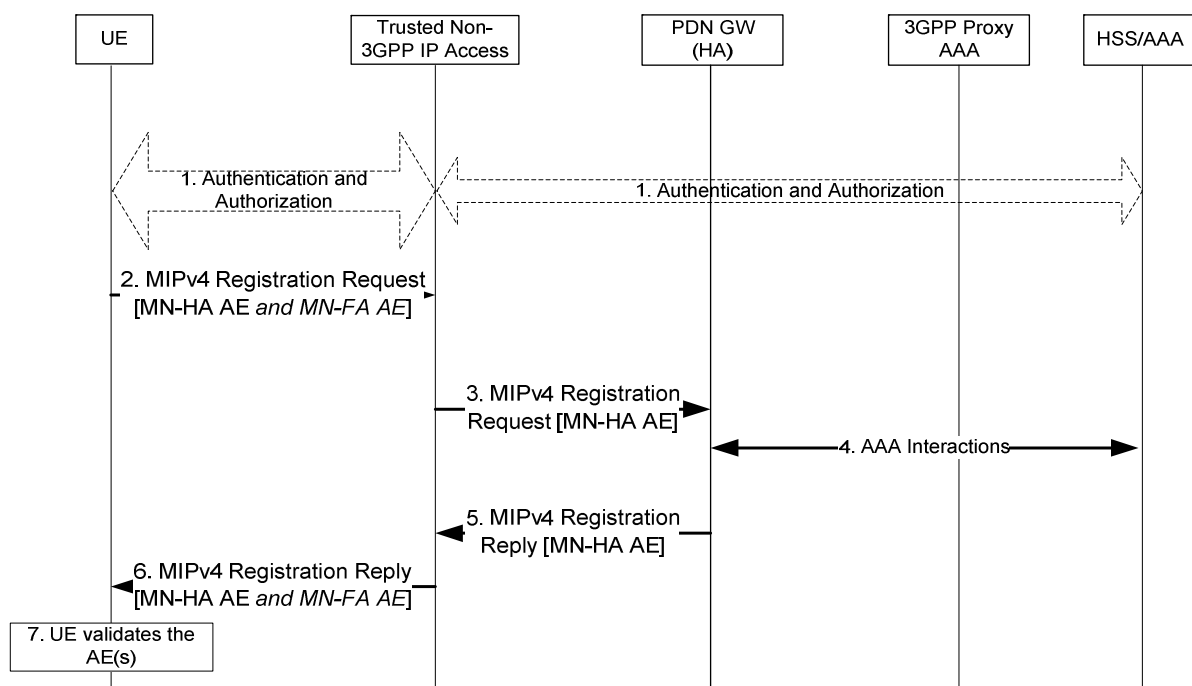 UE
Trusted Non-
3GPP IP Access
PDN GW
(HA)
3GPP Proxy
AAA
HSS/AAA
1. Authentication and
Authorization
1. Authentication and Authorization
2. MIPv4 Registration Request
[MN-HA AE and MN-FA AE]
3. MIPv4 Registration
Request [MN-HA AE]
4. AAA Interactions
5. MIPv4 Registration
Reply [MN-HA AE]
6. MIPv4 Registration Reply
[MN-HA AE and MN-FA AE]
7. UE validates the
AE(s)